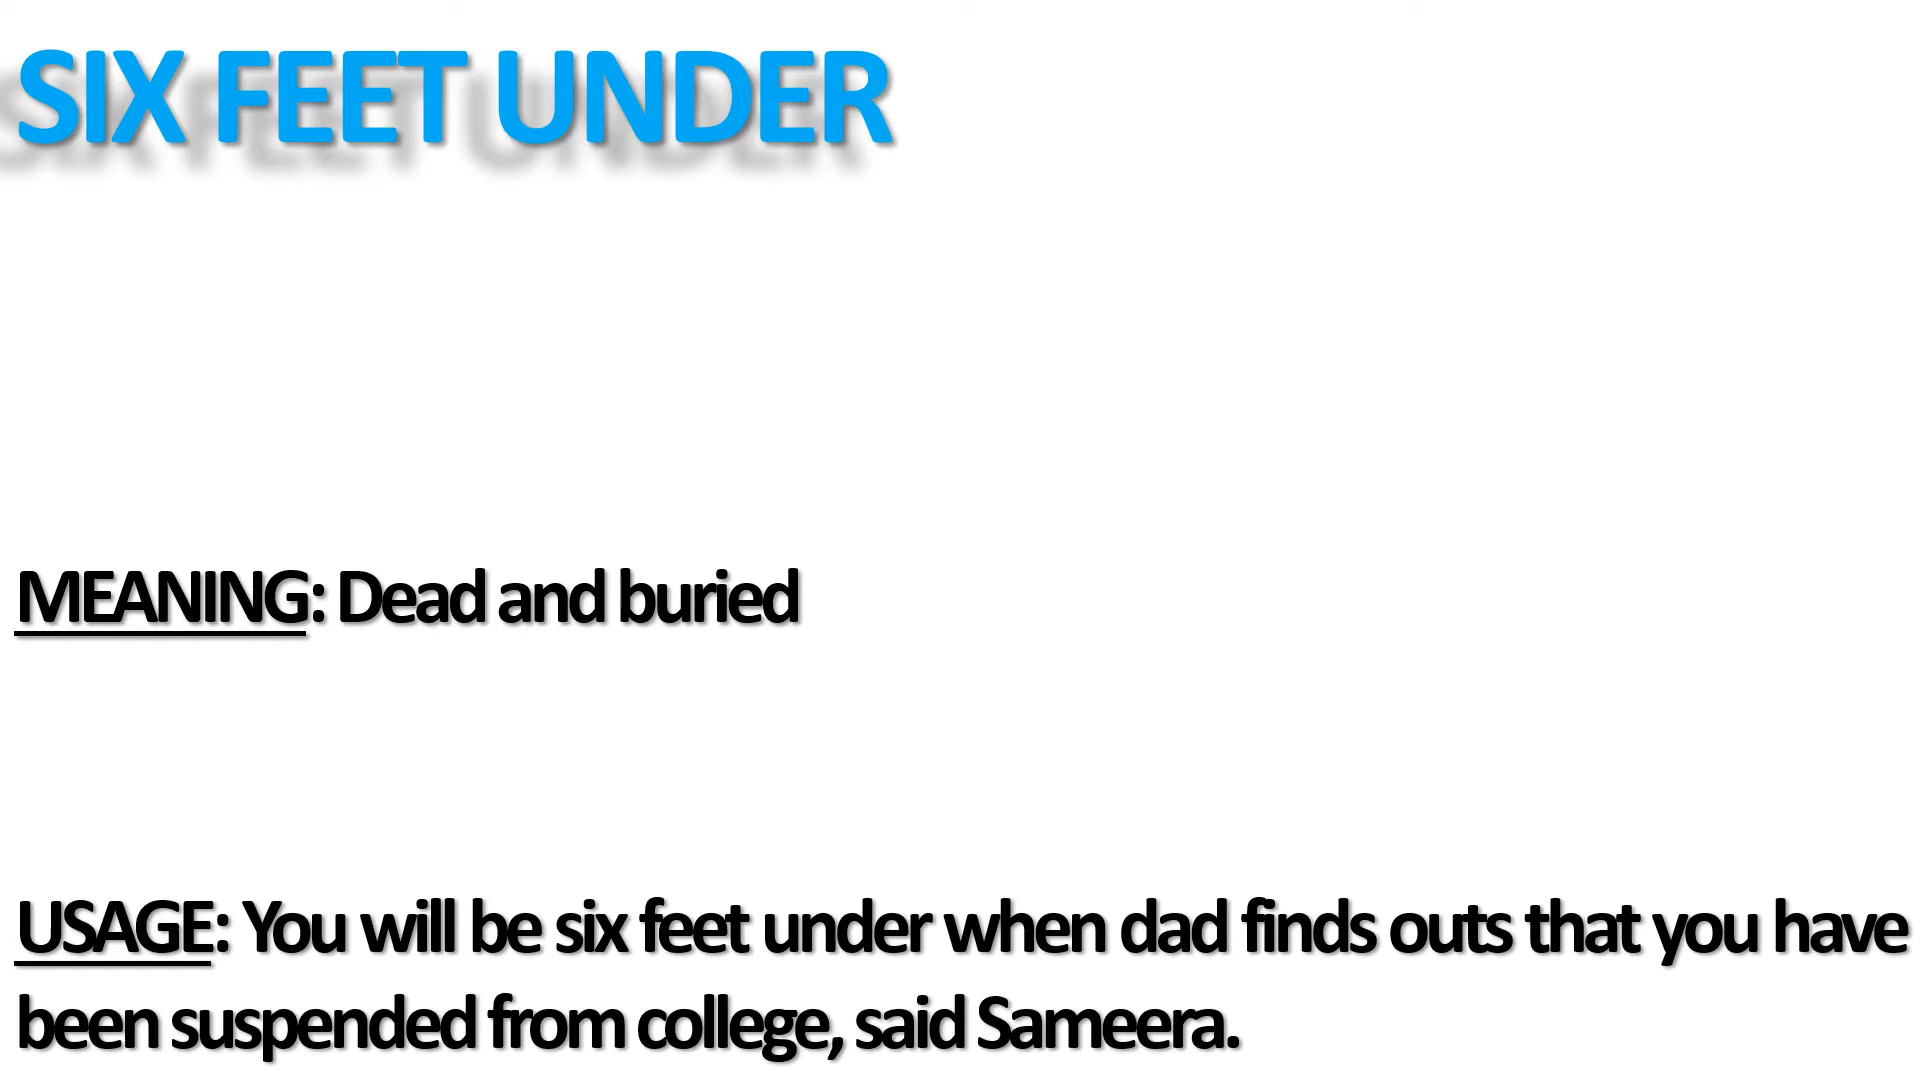 SIX FEET UNDER
MEANING: Dead and buried
USAGE: You will be six feet under when dad finds outs that you have
been suspended from college, said Sameera.